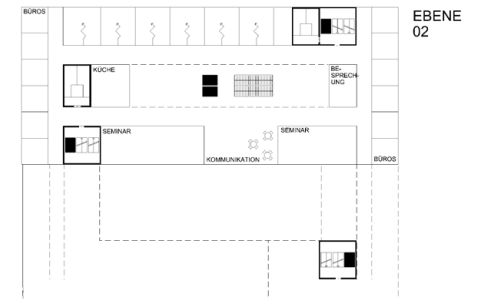 EBENE
02
BÜROS
KÜCHE
BE-
SPRECH-
UNG
SEMINAR
SEMINAR
KOMMUNIKATION
BÜROS